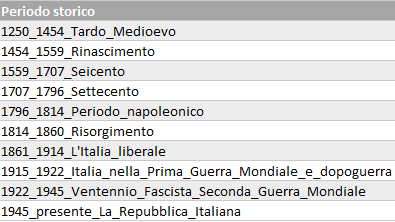 Periodo storico
1250_1454_Tardo_Medioevo
1454_1559_Rinascimento
1559_1707_Seicento
1707_1796_Settecento
1796_1814_Periodo_napoleonico
1814_1860_Risorgimento
1861_1914_L'Italia_liberale
1915_1922_Italia_nella_Prima_Guerra_Mondiale_e_dopoguerra
1922_1945_Ventennio_Fascista_Seconda_Guerra_Mondiale
1945_presente_La_Repubblica_Italiana